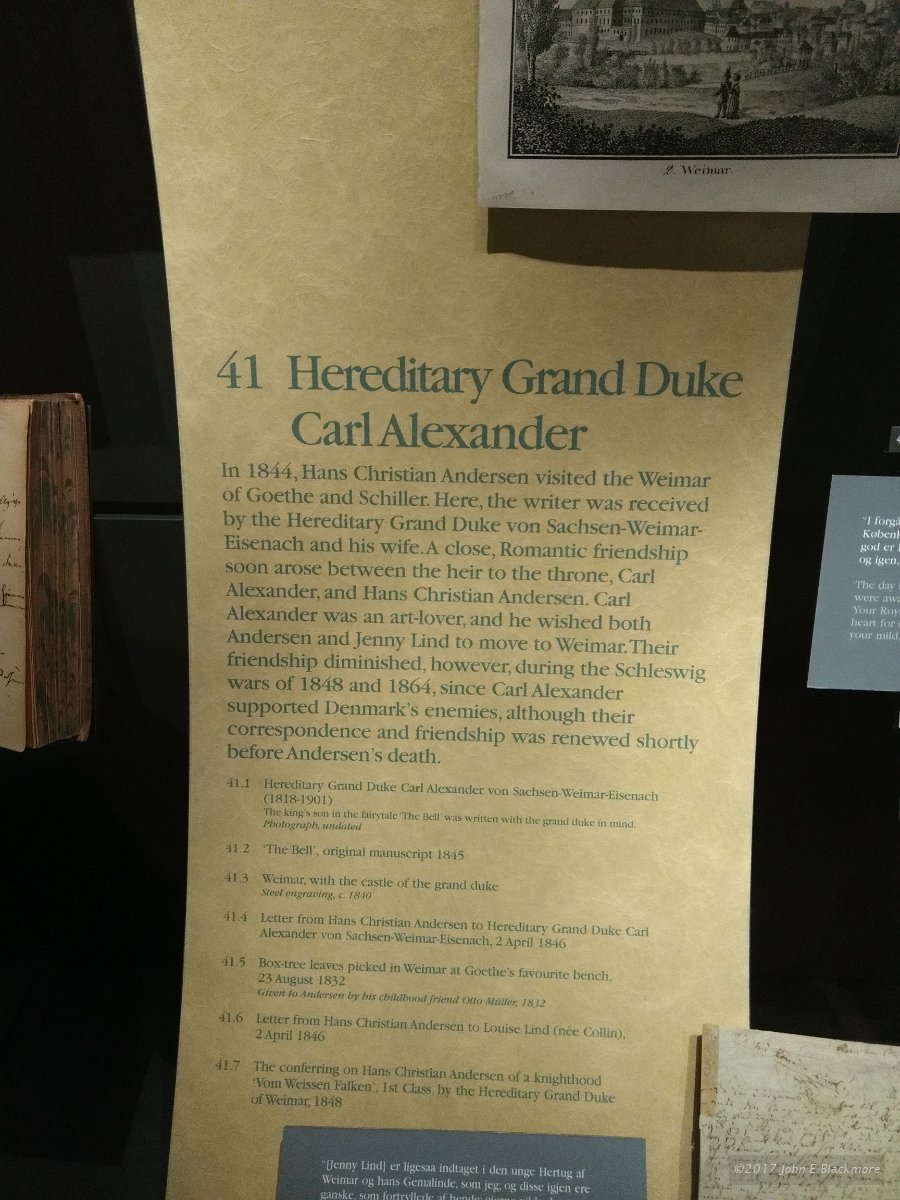 2. Weimar.
41 Hereditary Grand Duke
Carl Alexander
In 1844, Hans Christian Andersen visited the Weimar
of Goethe and Schiller. Here, the writer was received
by the Hereditary Grand Duke von Sachsen-Weimar-
Eisenach and his wife. A close, Romantic friendship
soon arose between the heir to the throne, Carl
Alexander, and Hans Christian Andersen. Carl
Alexander was an art-lover, and he wished both
Andersen and Jenny Lind to move to Weimar. Their
friendship diminished, however, during the Schleswig
wars of 1848 and 1864, since Carl Alexander
supported Denmark's enemies, although their
correspondence and friendship was renewed shortly
before Andersen's death.
41.1 Hereditary Grand Duke Carl Alexander von Sachsen-Weimar-Eisenach
(1818-1901)
The king's son in the fairytale 'The Bell' was written with the grand duke in mind.
Photograph, undated
41.2 'The Bell', original manuscript 1845
41.3 Weimar, with the castle of the grand duke
Steel engraving, c. 1840
41.4 Letter from Hans Christian Andersen to Hereditary Grand Duke Carl
Alexander von Sachsen-Weimar-Eisenach, 2 April 1846
41.5 Box-tree leaves picked in Weimar at Goethe's favourite bench,
23 August 1832
Given to Andersen by his childhood friend Otto Müller, 1832
41.6 Letter from Hans Christian Andersen to Louise Lind (née Collin),
2 April 1846
41.7 The conferring on Hans Christian Andersen of a knighthood
'Vom Weissen Falken', 1st Class, by the Hereditary Grand Duke
of Weimar, 1848
"[Jenny Lind] er ligesaa indtaget i den unge Hertug af
Weimar og hans Gemalinde, som jeg; og disse igjen ere
ganske, som fortryllede af hende;
"I
god er
og igen,
'The day
were
Your
heart for
your mild,
©2017 John E Blackmore